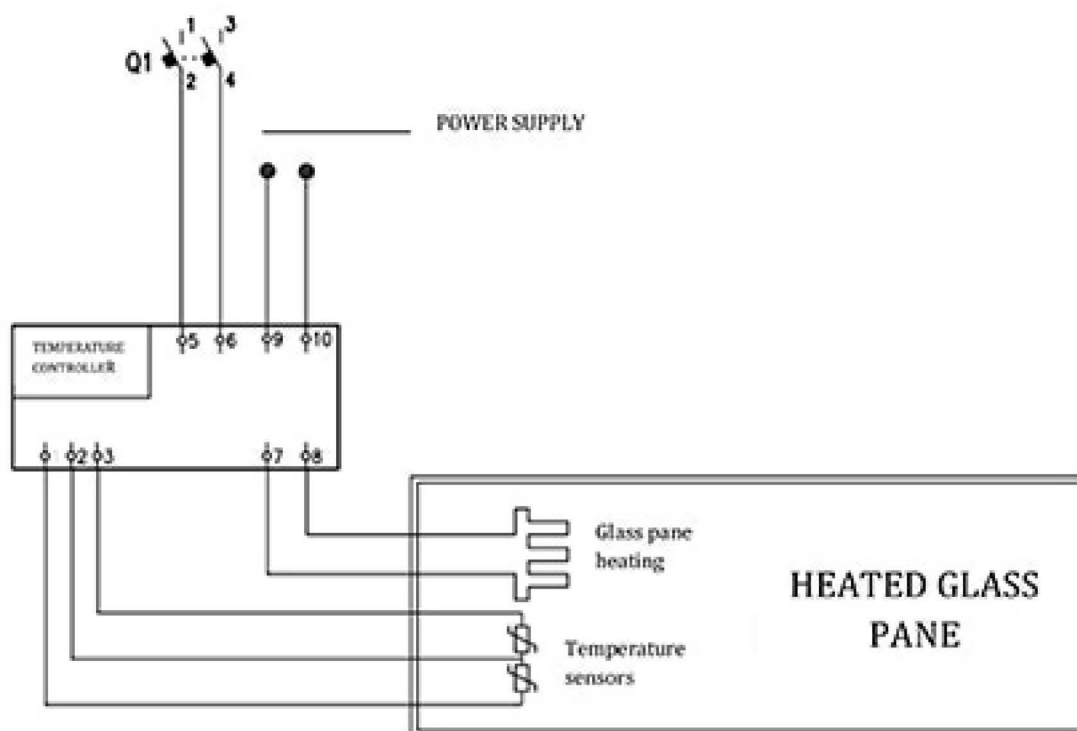 1 3
Q1
2 4
POWER SUPPLY
TEMPERATURE
CONTROLLER
5 6 9 10
1 2 3 7 8
Glass pane
heating
HEATED GLASS
PANE
Temperature
sensors